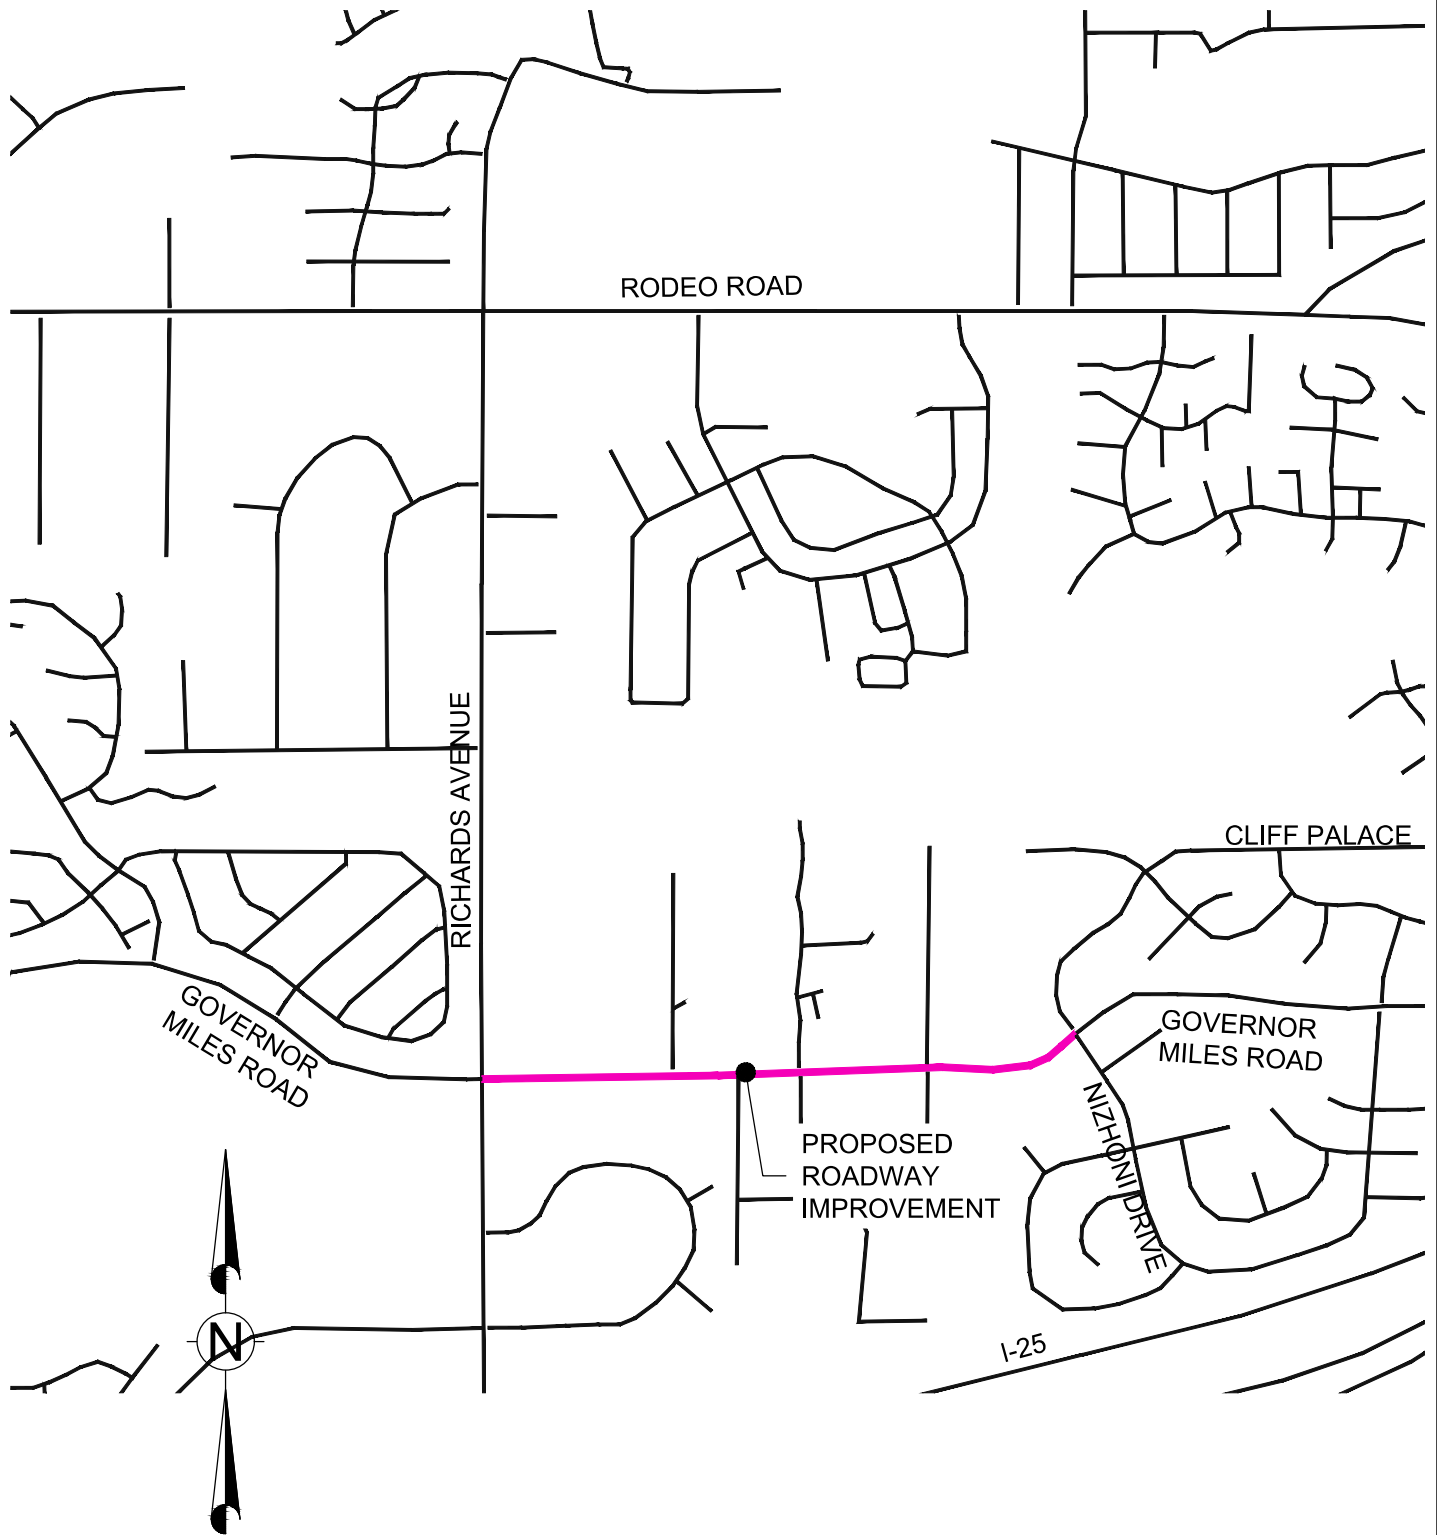 RODEO ROAD
RICHARDS AVENUE
CLIFF PALACE
GOVERNOR
MILES ROAD
GOVERNOR
MILES ROAD
NIZHONI DRIVE
PROPOSED
ROADWAY
IMPROVEMENT
I-25
N